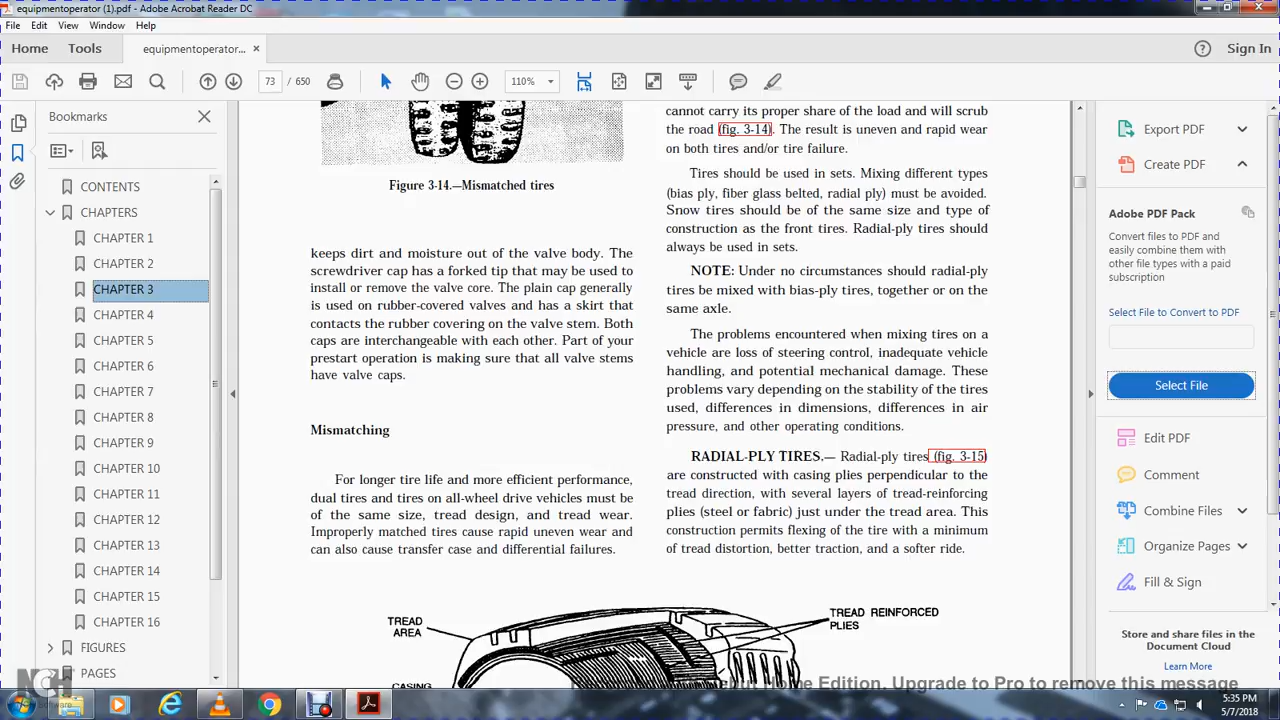 equipmentoperator (1).pdf - Adobe Acrobat Reader DC
File Edit View Window Help
Home Tools equipmentoperator... × Sign In
73 / 650 110%
Bookmarks
CONTENTS
CHAPTERS
CHAPTER 1
CHAPTER 2
CHAPTER 3
CHAPTER 4
CHAPTER 5
CHAPTER 6
CHAPTER 7
CHAPTER 8
CHAPTER 9
CHAPTER 10
CHAPTER 11
CHAPTER 12
CHAPTER 13
CHAPTER 14
CHAPTER 15
CHAPTER 16
FIGURES
PAGES
Figure 3-14.—Mismatched tires
keeps dirt and moisture out of the valve body. The
screwdriver cap has a forked tip that may be used to
install or remove the valve core. The plain cap generally
is used on rubber-covered valves and has a skirt that
contacts the rubber covering on the valve stem. Both
caps are interchangeable with each other. Part of your
prestart operation is making sure that all valve stems
have valve caps.
Mismatching
For longer tire life and more efficient performance,
dual tires and tires on all-wheel drive vehicles must be
of the same size, tread design, and tread wear.
Improperly matched tires cause rapid uneven wear and
can also cause transfer case and differential failures.
cannot carry its proper share of the load and will scrub
the road (fig. 3-14). The result is uneven and rapid wear
on both tires and/or tire failure.
Tires should be used in sets. Mixing different types
(bias ply, fiber glass belted, radial ply) must be avoided.
Snow tires should be of the same size and type of
construction as the front tires. Radial-ply tires should
always be used in sets.
NOTE: Under no circumstances should radial-ply
tires be mixed with bias-ply tires, together or on the
same axle.
The problems encountered when mixing tires on a
vehicle are loss of steering control, inadequate vehicle
handling, and potential mechanical damage. These
problems vary depending on the stability of the tires
used, differences in dimensions, differences in air
pressure, and other operating conditions.
RADIAL-PLY TIRES.— Radial-ply tires (fig. 3-15)
are constructed with casing plies perpendicular to the
tread direction, with several layers of tread-reinforcing
plies (steel or fabric) just under the tread area. This
construction permits flexing of the tire with a minimum
of tread distortion, better traction, and a softer ride.
TREAD
AREA
TREAD REINFORCED
PLIES
CASING
Export PDF
Create PDF
Adobe PDF Pack
Convert files to PDF and
easily combine them with
other file types with a paid
subscription
Select File to Convert to PDF
Select File
Edit PDF
Comment
Combine Files
Organize Pages
Fill & Sign
Store and share files in the
Document Cloud
Learn More
NCH
Software
Home Edition. Upgrade to Pro to remove this message
5:35 PM
5/7/2018